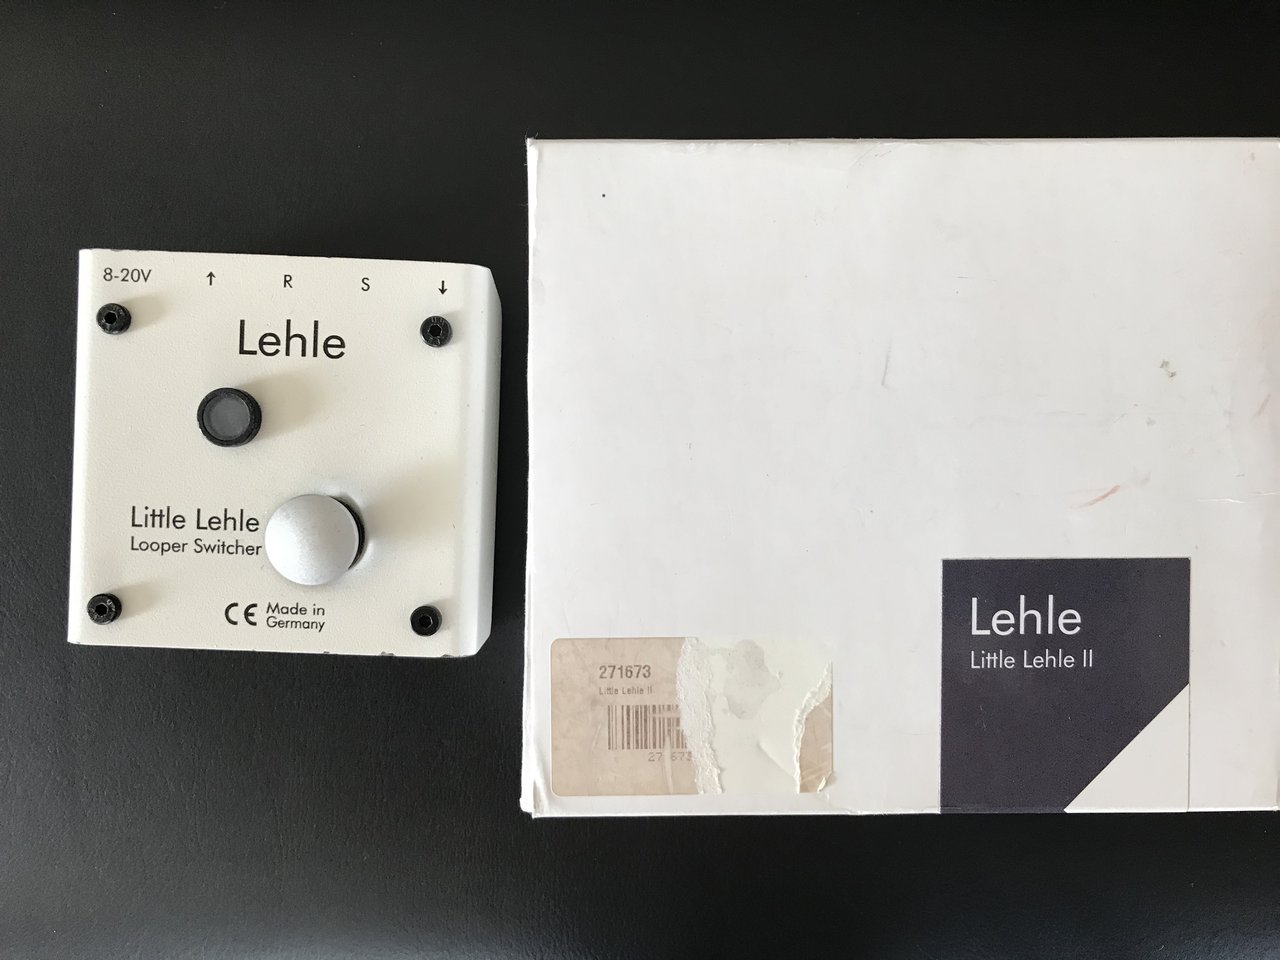 8-20V ↑ R S ↓
Lehle
Little Lehle
Looper Switcher
CE Made in
Germany
271673
Little Lehle II
Lehle
Little Lehle II